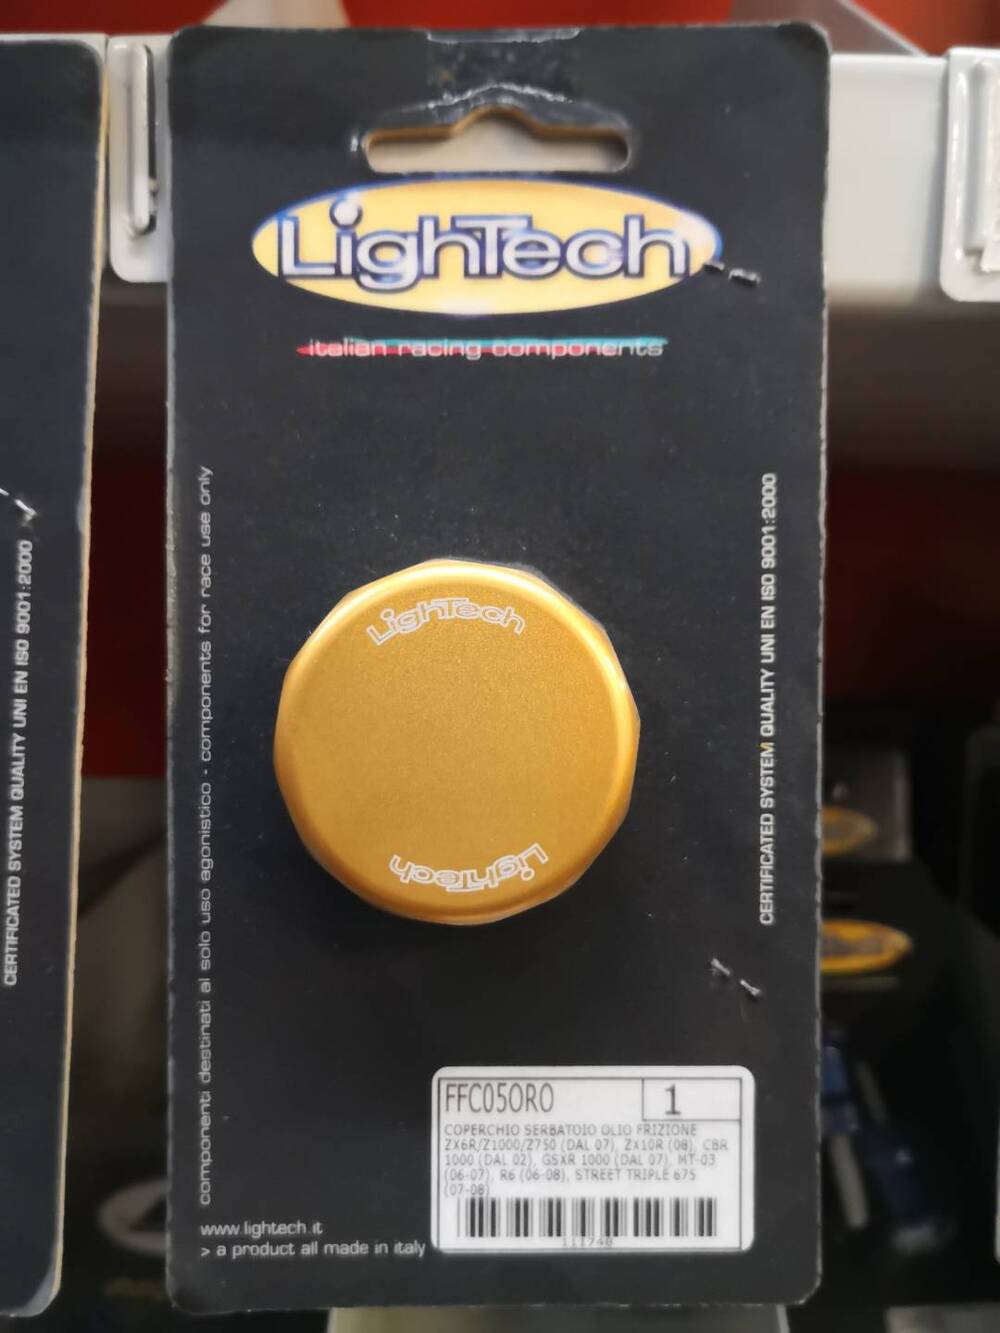 LighTech
italian racing components
componenti destinati al solo uso agonistico - components for race use only
CERTIFICATED SYSTEM QUALITY UNI EN ISO 9001:2000
CERTIFICATED SYSTEM QUALITY UNI EN ISO 9001:2000
LighTech
LighTech
FFC05ORO
1
COPERCHIO SERBATOIO OLIO FRIZIONE
ZX6R/Z1000/Z750 (DAL 07), ZX10R (08), CBR
1000 (DAL 02), GSXR 1000 (DAL 07), MT-03
(06-07), R6 (06-08), STREET TRIPLE 675
(07-08)
111748
www.lightech.it
> a product all made in italy